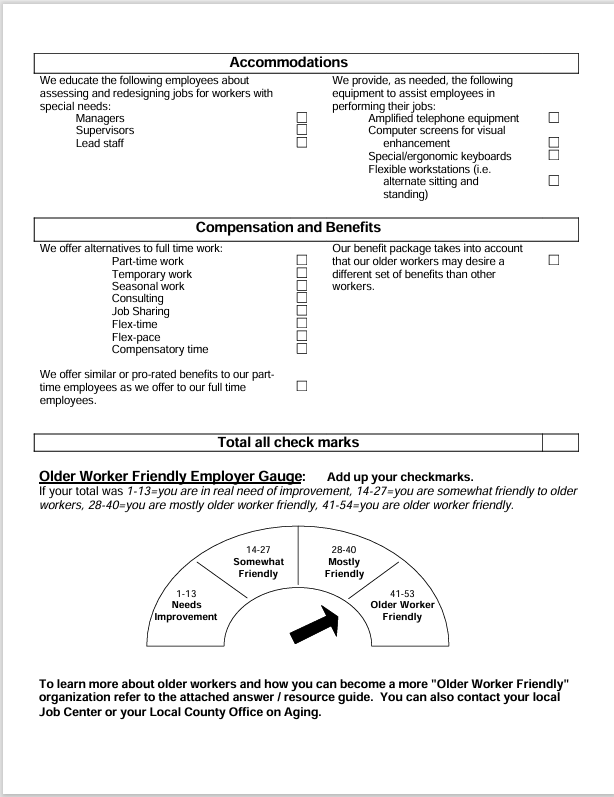 Accommodations
We educate the following employees about
assessing and redesigning jobs for workers with
special needs:
Managers
Supervisors
Lead staff
We provide, as needed, the following
equipment to assist employees in
performing their jobs:
Amplified telephone equipment
Computer screens for visual
enhancement
Special/ergonomic keyboards
Flexible workstations (i.e.
alternate sitting and
standing)
Compensation and Benefits
We offer alternatives to full time work:
Part-time work
Temporary work
Seasonal work
Consulting
Job Sharing
Flex-time
Flex-pace
Compensatory time
We offer similar or pro-rated benefits to our part-
time employees as we offer to our full time
employees.
Our benefit package takes into account
that our older workers may desire a
different set of benefits than other
workers.
Total all check marks
Older Worker Friendly Employer Gauge: Add up your checkmarks.
If your total was 1-13=you are in real need of improvement, 14-27=you are somewhat friendly to older
workers, 28-40=you are mostly older worker friendly, 41-54=you are older worker friendly.
1-13
Needs
Improvement
14-27
Somewhat
Friendly
28-40
Mostly
Friendly
41-53
Older Worker
Friendly
To learn more about older workers and how you can become a more "Older Worker Friendly"
organization refer to the attached answer / resource guide. You can also contact your local
Job Center or your Local County Office on Aging.